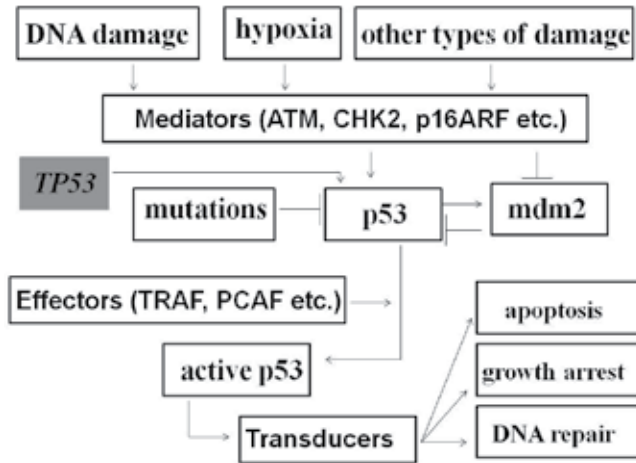 DNA damage
hypoxia
other types of damage
Mediators (ATM, CHK2, p16ARF etc.)
TP53
mutations
p53
mdm2
Effectors (TRAF, PCAF etc.)
apoptosis
active p53
growth arrest
Transducers
DNA repair